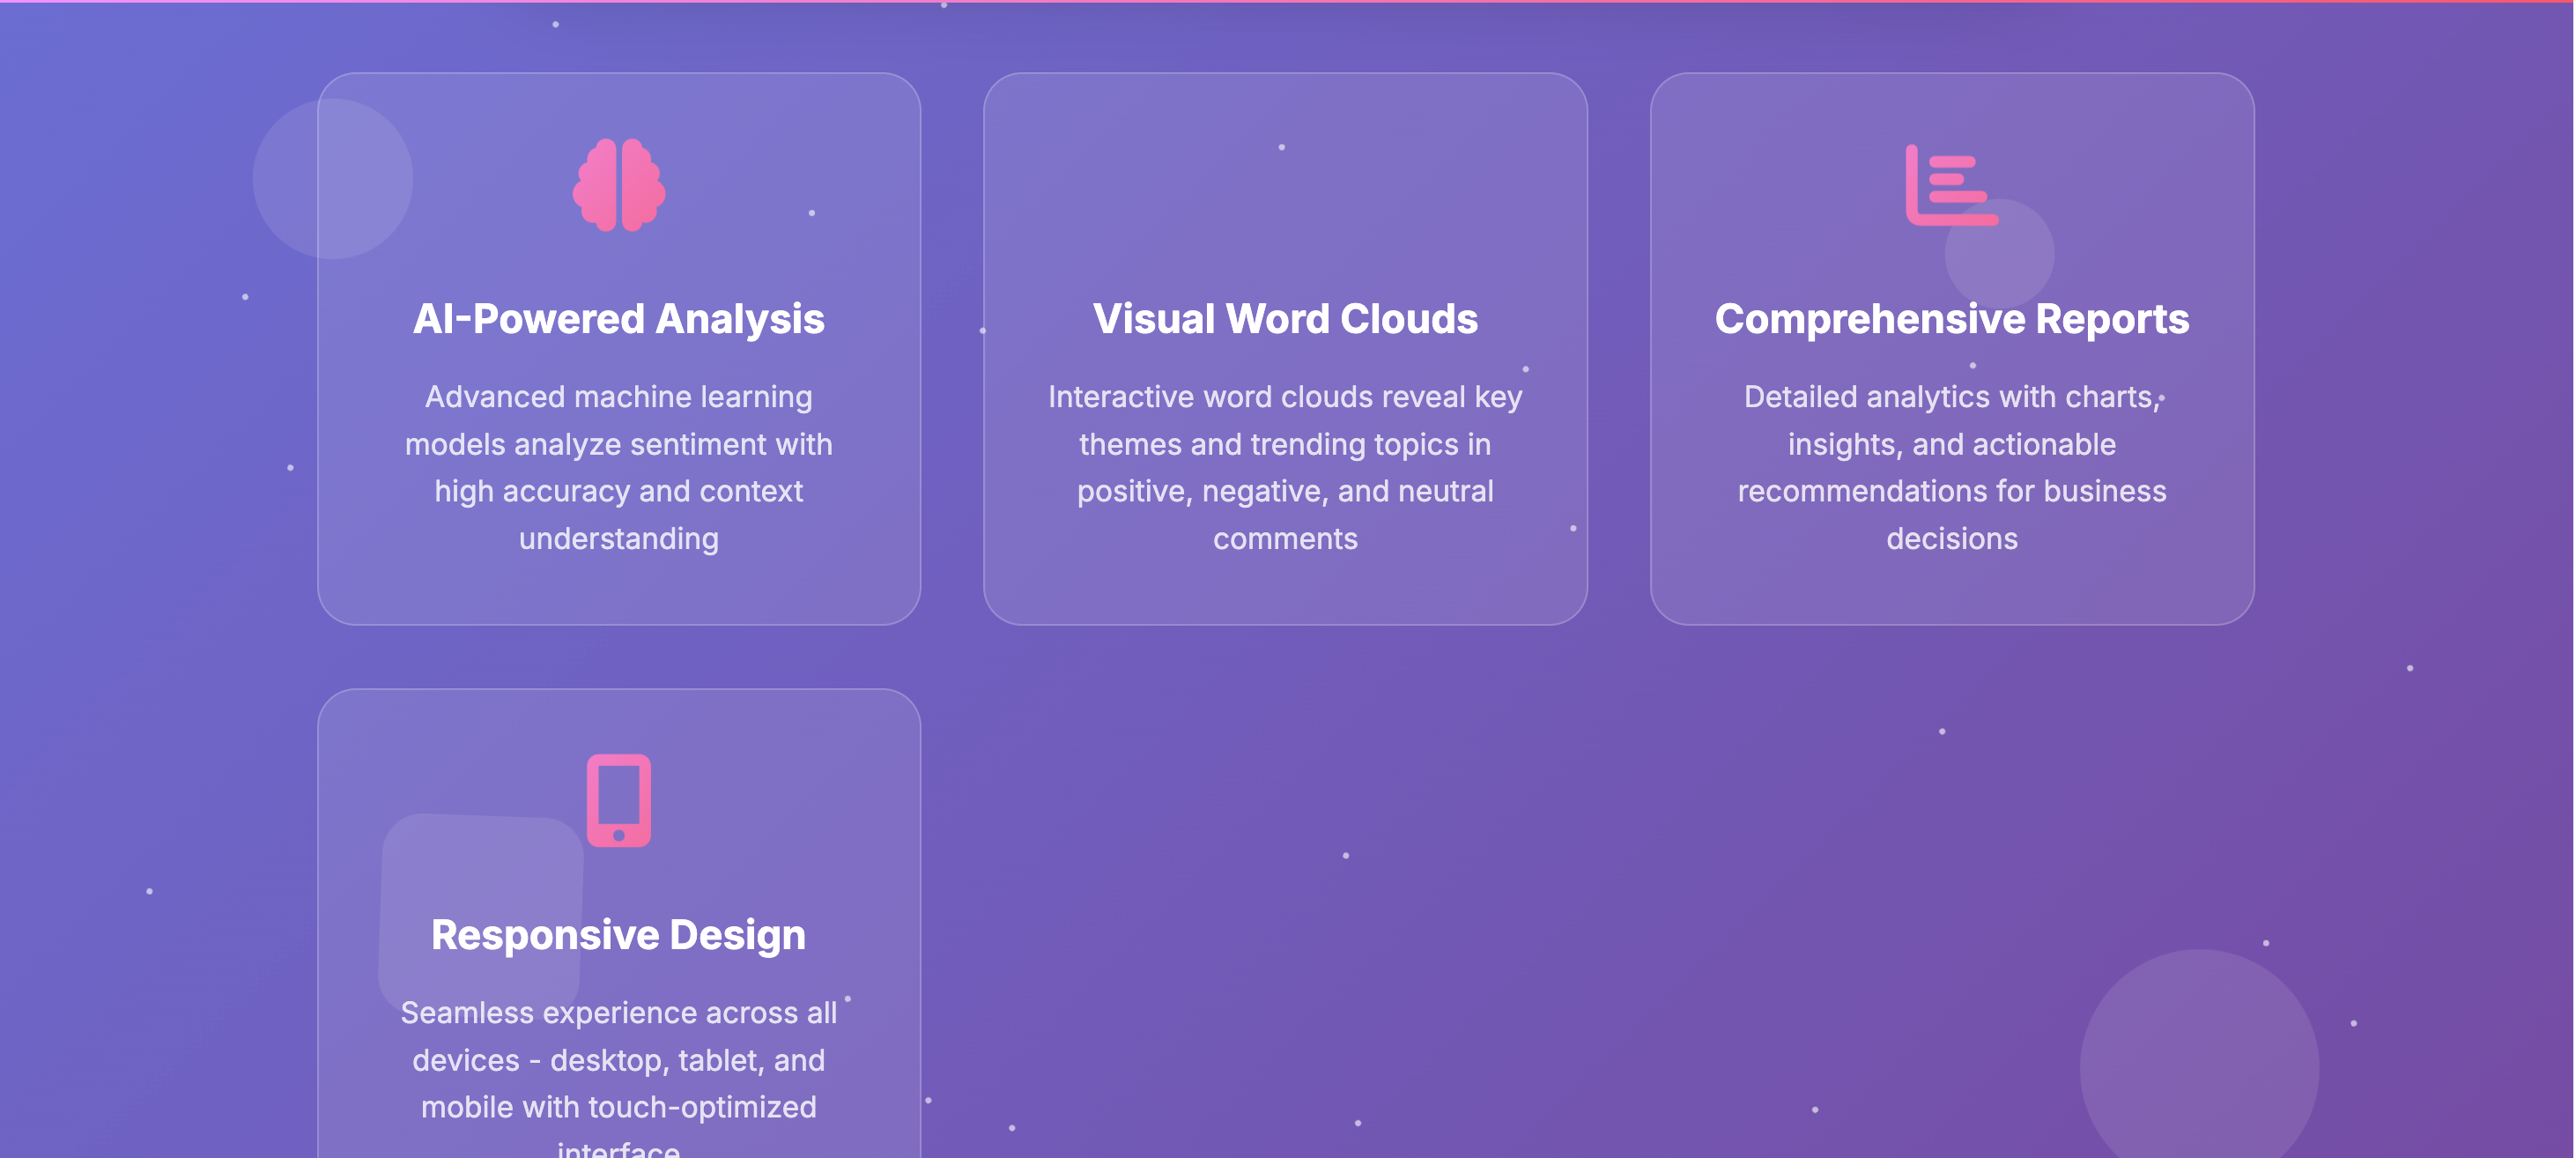 AI-Powered Analysis
Advanced machine learning
models analyze sentiment with
high accuracy and context
understanding
Visual Word Clouds
Interactive word clouds reveal key
themes and trending topics in
positive, negative, and neutral
comments
Comprehensive Reports
Detailed analytics with charts,
insights, and actionable
recommendations for business
decisions
Responsive Design
Seamless experience across all
devices - desktop, tablet, and
mobile with touch-optimized
interface